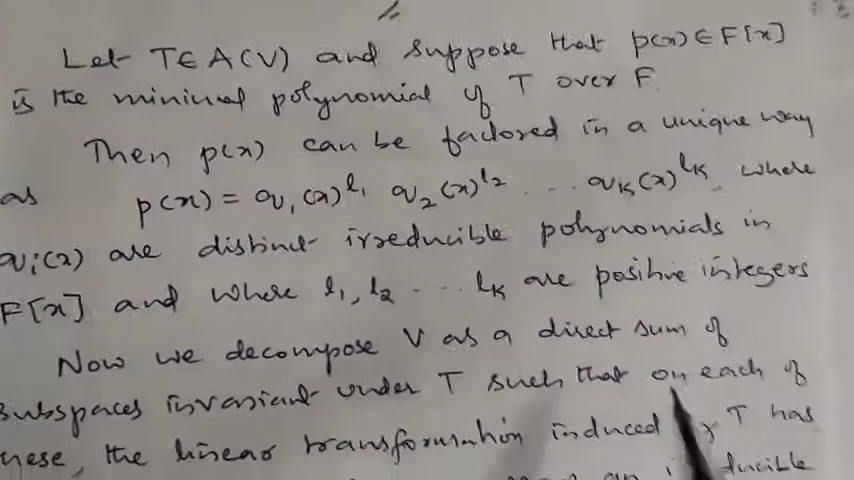 Let T∈ A(V) and suppose that p(x) ∈ F[x]
is the minimal polynomial of T over F
Then p(x) can be factored in a unique way
as p(x) = q₁(x)^l₁ q₂(x)^l₂ ... qₖ(x)^lₖ where
qᵢ(x) are distinct irreducible polynomials in
F[x] and where l₁, l₂ ... lₖ are positive integers
Now we decompose V as a direct sum of
subspaces invariant under T such that on each of
these, the linear transformation induced T has
an